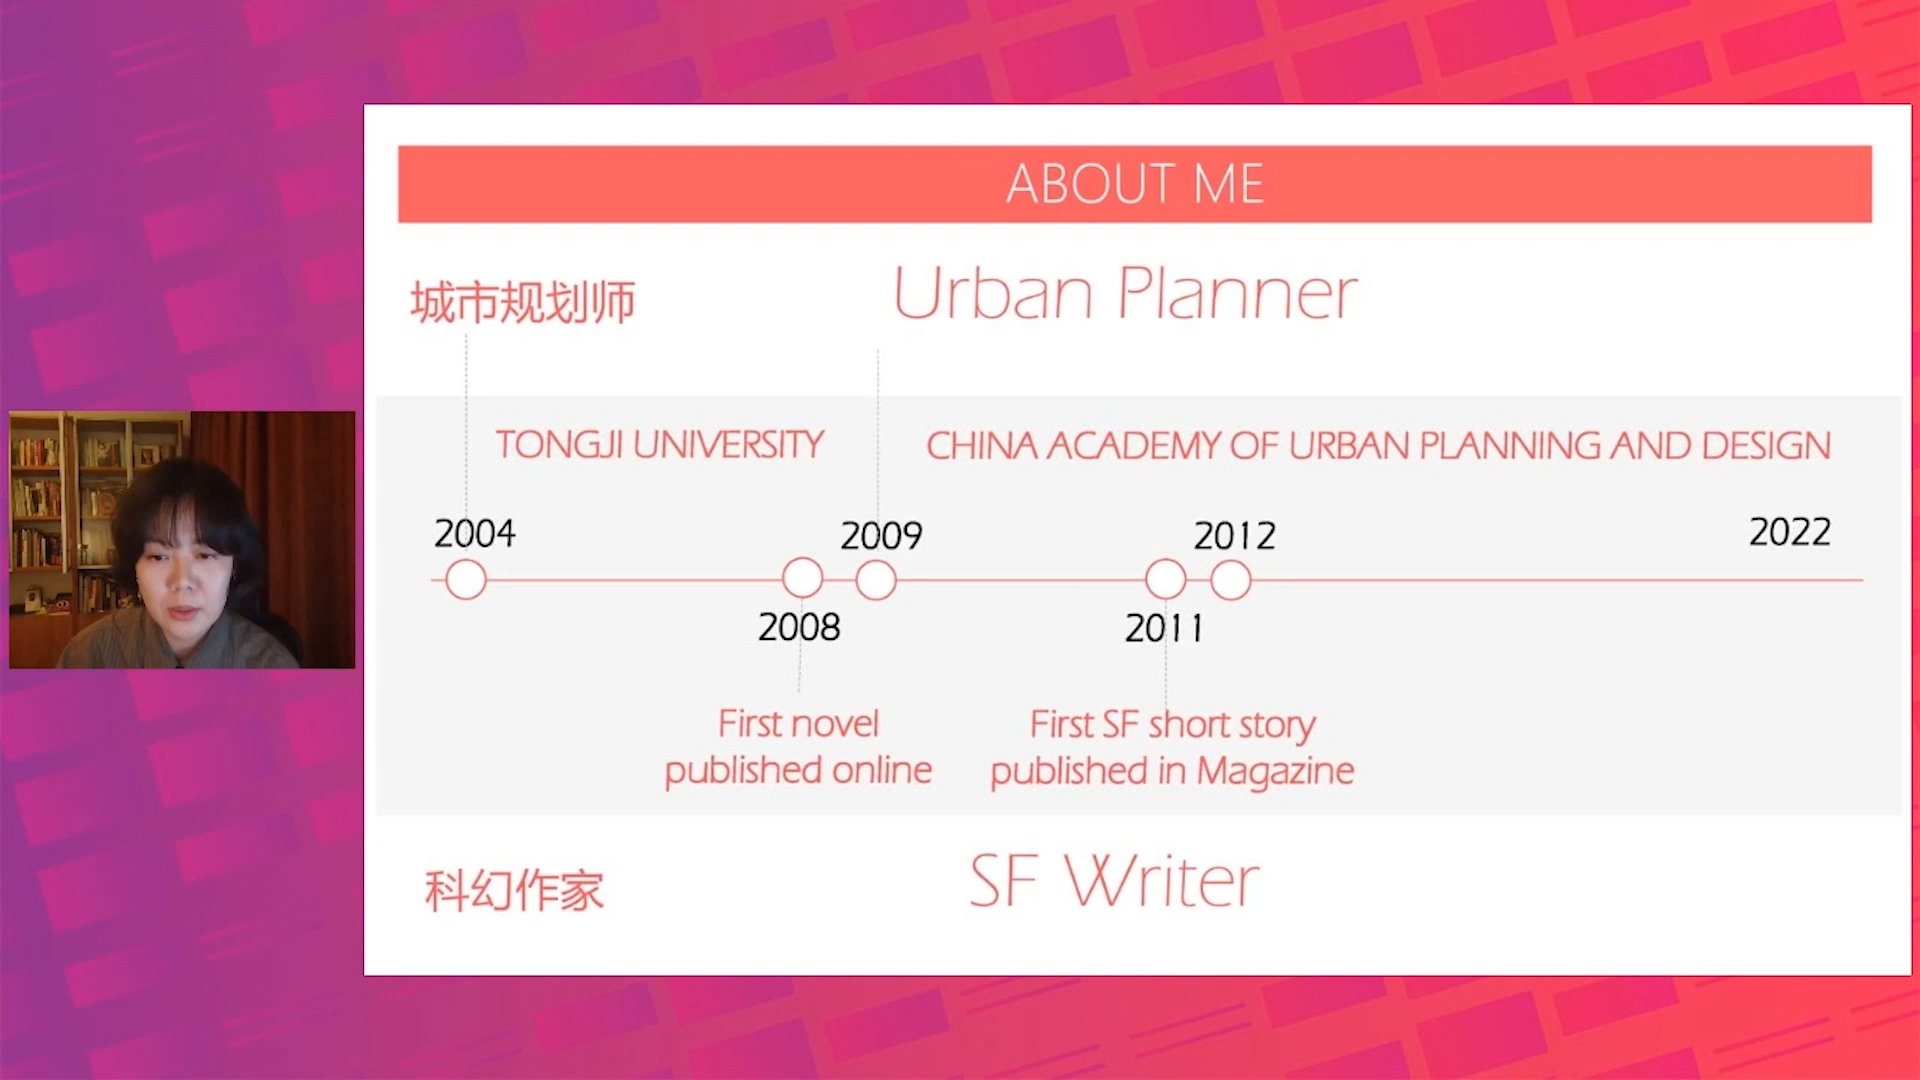 ABOUT ME
城市规划师
Urban Planner
TONGJI UNIVERSITY
CHINA ACADEMY OF URBAN PLANNING AND DESIGN
2004
2009
2012
2022
2008
2011
First novel
published online
First SF short story
published in Magazine
科幻作家
SF Writer